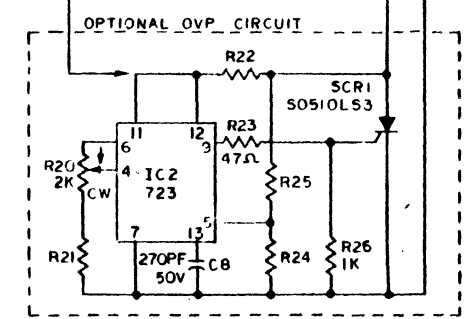 OPTIONAL OVP CIRCUIT
R22
SCR1
S0510LS3
11
12
R23
6
9
47Ω
R20
2K
4
IC2
723
CW
R25
5
7
13
R21
270PF
50V
C8
R24
R26
1K